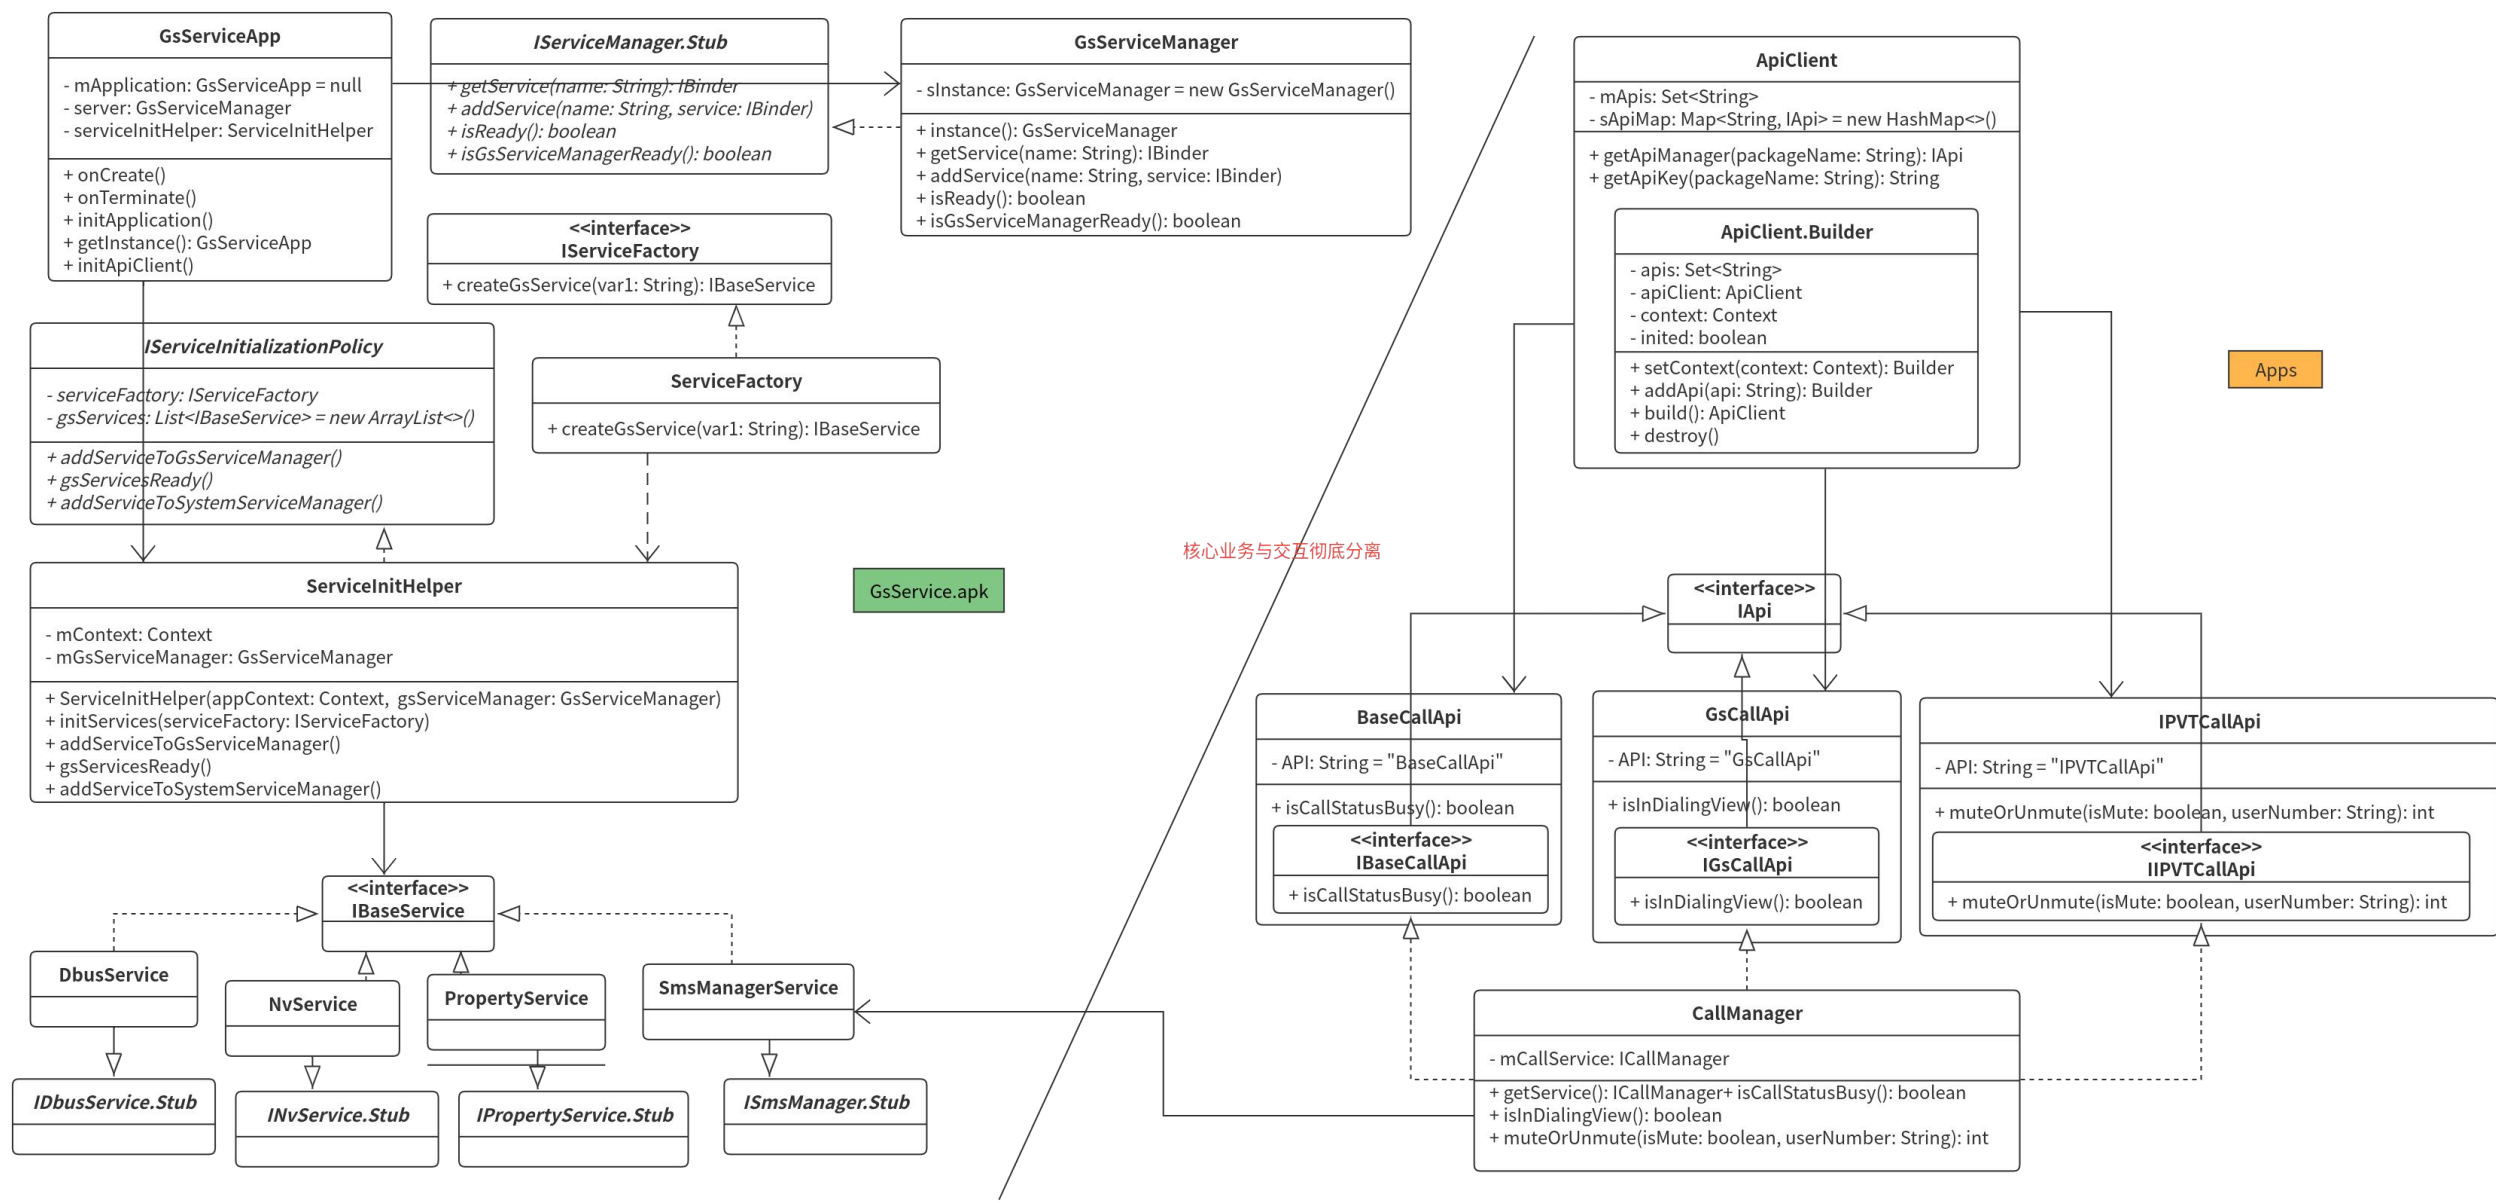 GsServiceApp
- mApplication: GsServiceApp = null
- server: GsServiceManager
- serviceInitHelper: ServiceInitHelper
+ onCreate()
+ onTerminate()
+ initApplication()
+ getInstance(): GsServiceApp
+ initApiClient()
IServiceManager.Stub
+ getService(name: String): IBinder
+ addService(name: String, service: IBinder)
+ isReady(): boolean
+ isGsServiceManagerReady(): boolean
GsServiceManager
- sInstance: GsServiceManager = new GsServiceManager()
+ instance(): GsServiceManager
+ getService(name: String): IBinder
+ addService(name: String, service: IBinder)
+ isReady(): boolean
+ isGsServiceManagerReady(): boolean
<<interface>>
IServiceFactory
+ createGsService(var1: String): IBaseService
IServiceInitializationPolicy
- serviceFactory: IServiceFactory
- gsServices: List<IBaseService> = new ArrayList<>()
+ addServiceToGsServiceManager()
+ gsServicesReady()
+ addServiceToSystemServiceManager()
ServiceFactory
+ createGsService(var1: String): IBaseService
ServiceInitHelper
- mContext: Context
- mGsServiceManager: GsServiceManager
+ ServiceInitHelper(appContext: Context, gsServiceManager: GsServiceManager)
+ initServices(serviceFactory: IServiceFactory)
+ addServiceToGsServiceManager()
+ gsServicesReady()
+ addServiceToSystemServiceManager()
GsService.apk
<<interface>>
IBaseService
DbusService
NvService
PropertyService
SmsManagerService
IDbusService.Stub
INvService.Stub
IPropertyService.Stub
ISmsManager.Stub
核心业务与交互彻底分离
ApiClient
- mApis: Set<String>
- sApiMap: Map<String, IApi> = new HashMap<>()
+ getApiManager(packageName: String): IApi
+ getApiKey(packageName: String): String
ApiClient.Builder
- apis: Set<String>
- apiClient: ApiClient
- context: Context
- inited: boolean
+ setContext(context: Context): Builder
+ addApi(api: String): Builder
+ build(): ApiClient
+ destroy()
Apps
<<interface>>
IApi
BaseCallApi
- API: String = "BaseCallApi"
+ isCallStatusBusy(): boolean
<<interface>>
IBaseCallApi
+ isCallStatusBusy(): boolean
GsCallApi
- API: String = "GsCallApi"
+ isInDialingView(): boolean
<<interface>>
IGsCallApi
+ isInDialingView(): boolean
IPVTCallApi
- API: String = "IPVTCallApi"
+ muteOrUnmute(isMute: boolean, userNumber: String): int
<<interface>>
IIPVTCallApi
+ muteOrUnmute(isMute: boolean, userNumber: String): int
CallManager
- mCallService: ICallManager
+ getService(): ICallManager+ isCallStatusBusy(): boolean
+ isInDialingView(): boolean
+ muteOrUnmute(isMute: boolean, userNumber: String): int